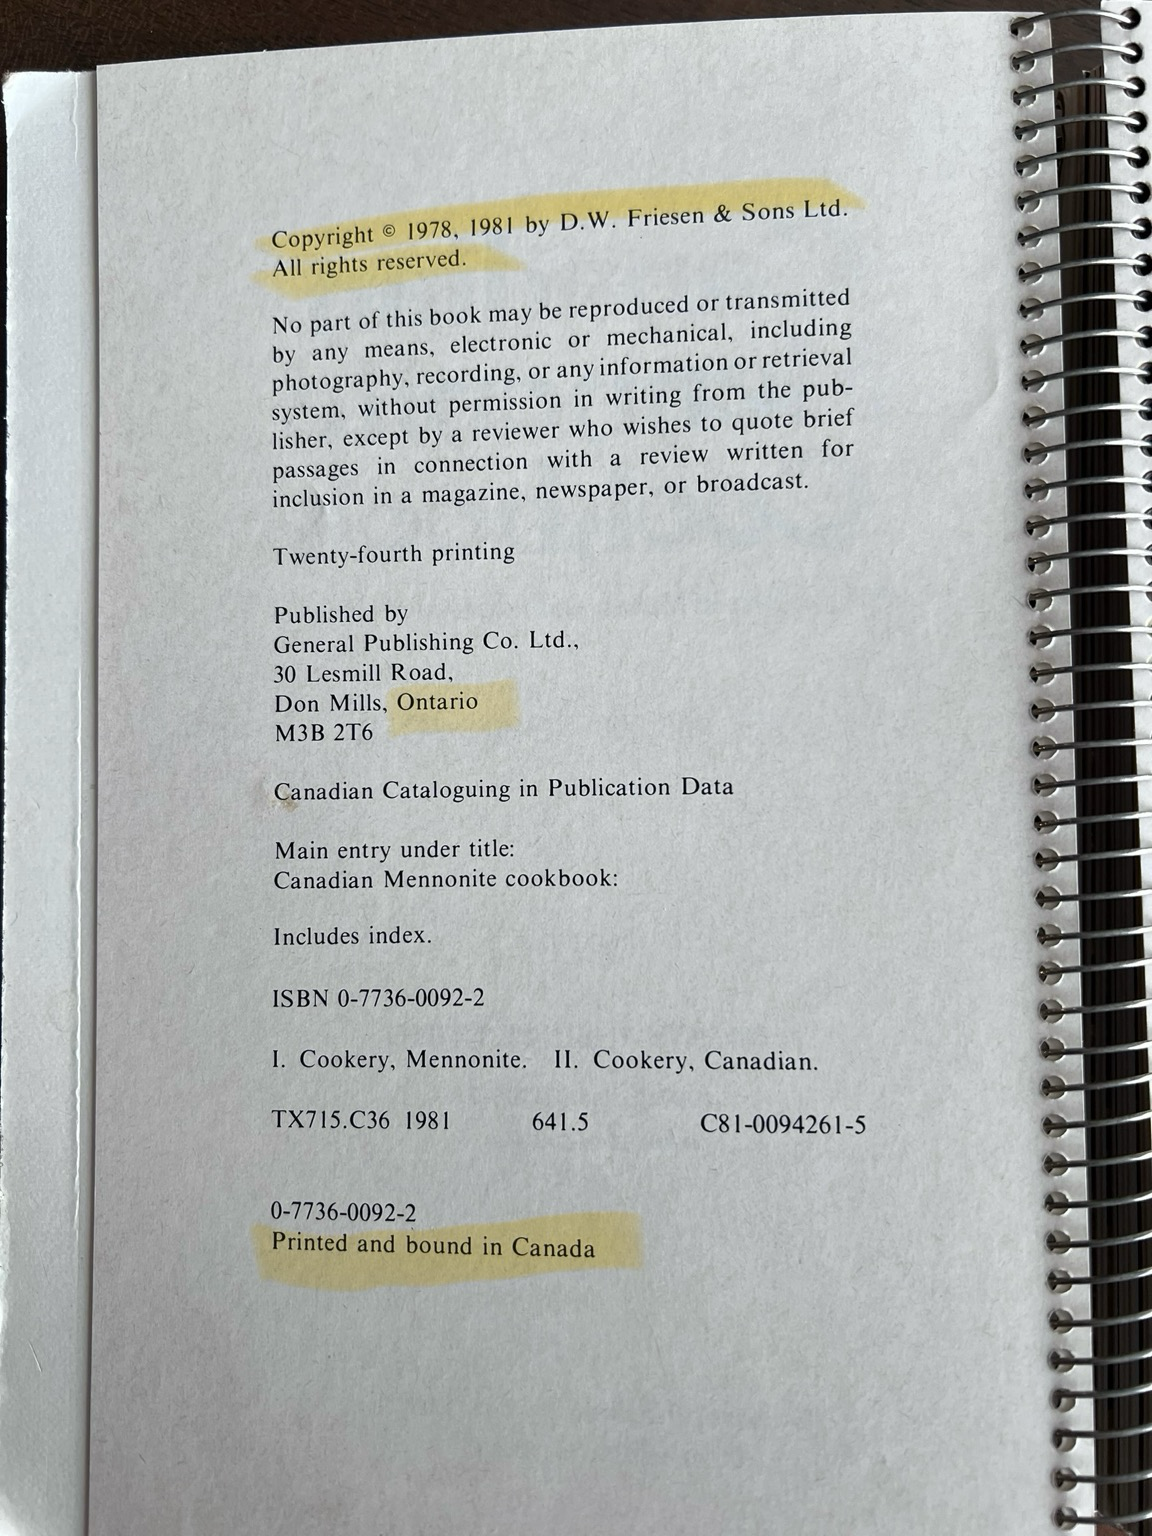 Copyright © 1978, 1981 by D.W. Friesen & Sons Ltd.
All rights reserved.
No part of this book may be reproduced or transmitted
by any means, electronic or mechanical, including
photography, recording, or any information or retrieval
system, without permission in writing from the pub-
lisher, except by a reviewer who wishes to quote brief
passages in connection with a review written for
inclusion in a magazine, newspaper, or broadcast.
Twenty-fourth printing
Published by
General Publishing Co. Ltd.,
30 Lesmill Road,
Don Mills, Ontario
M3B 2T6
Canadian Cataloguing in Publication Data
Main entry under title:
Canadian Mennonite cookbook:
Includes index.
ISBN 0-7736-0092-2
I. Cookery, Mennonite. II. Cookery, Canadian.
TX715.C36 1981 641.5 C81-0094261-5
0-7736-0092-2
Printed and bound in Canada